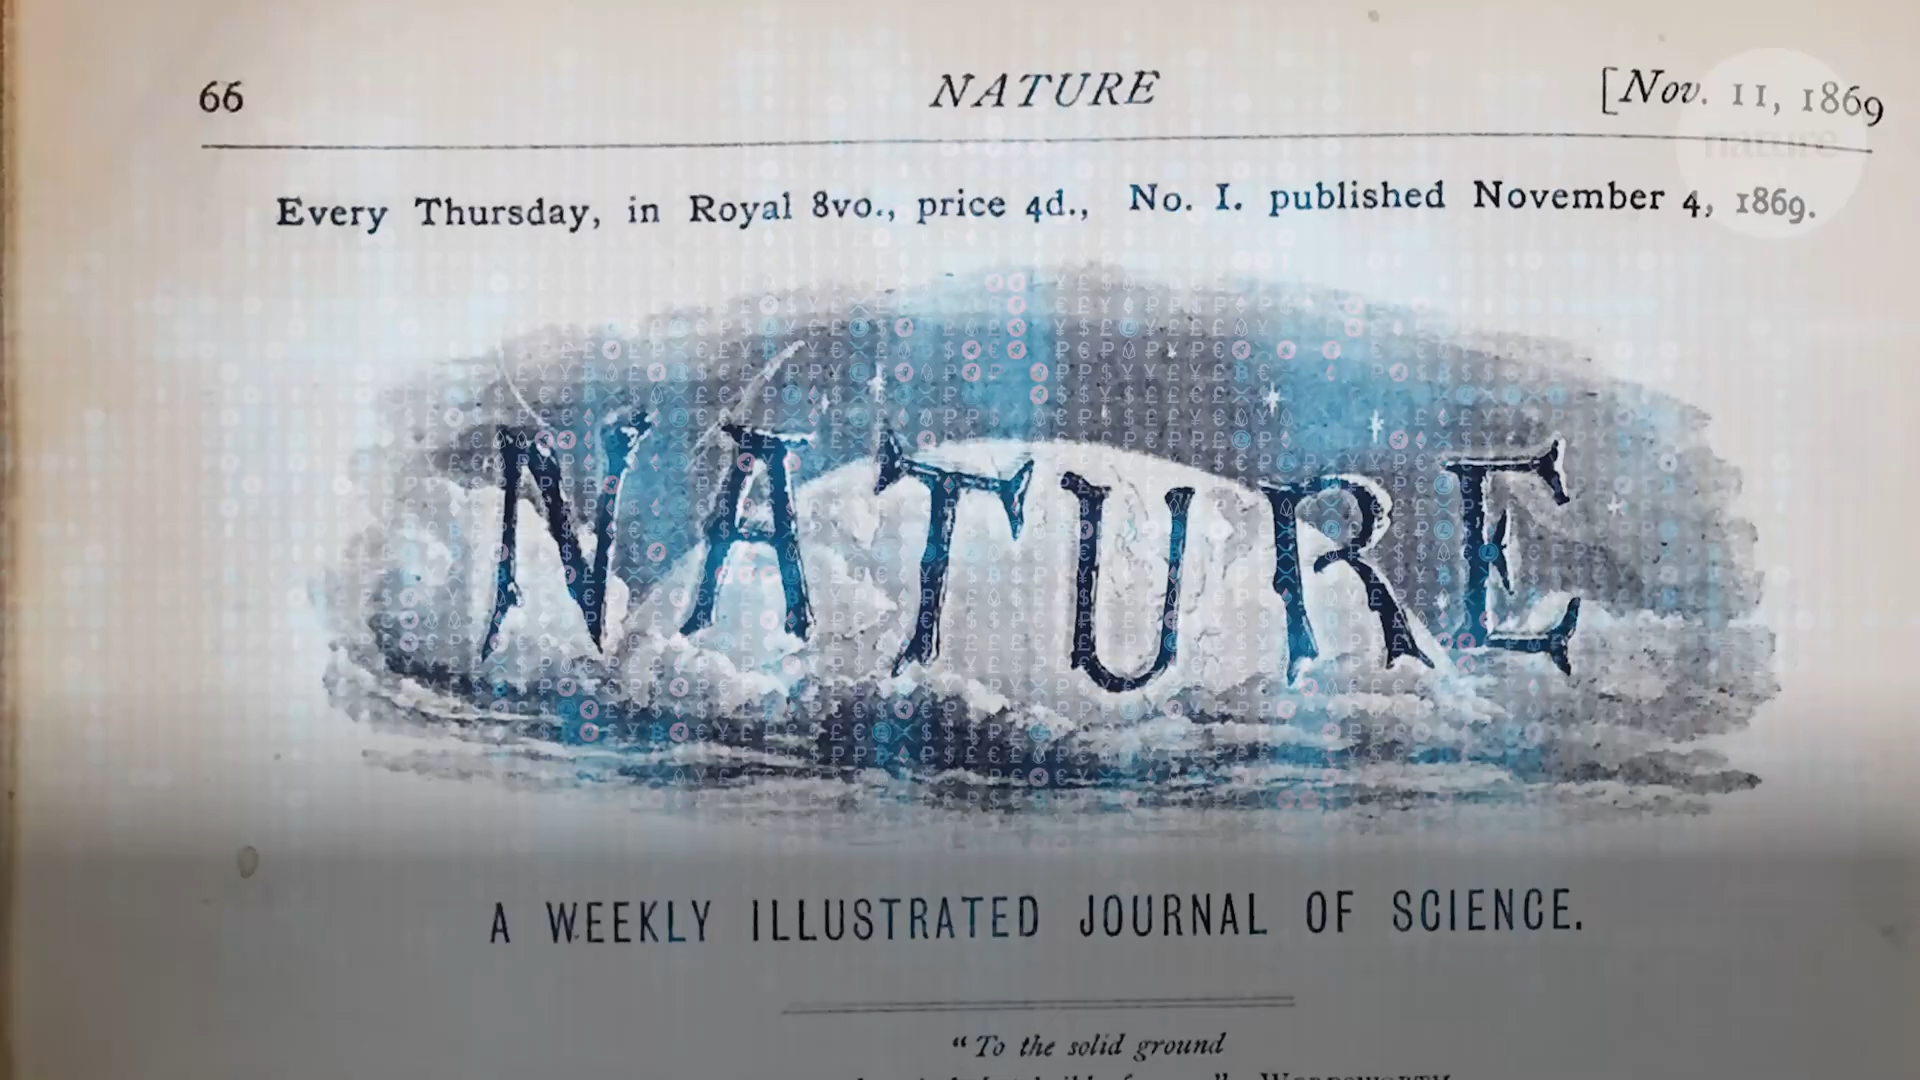 66 NATURE [Nov. 11, 1869
nature
Every Thursday, in Royal 8vo., price 4d., No. I. published November 4, 1869.
NATURE
A WEEKLY ILLUSTRATED JOURNAL OF SCIENCE.
“To the solid ground